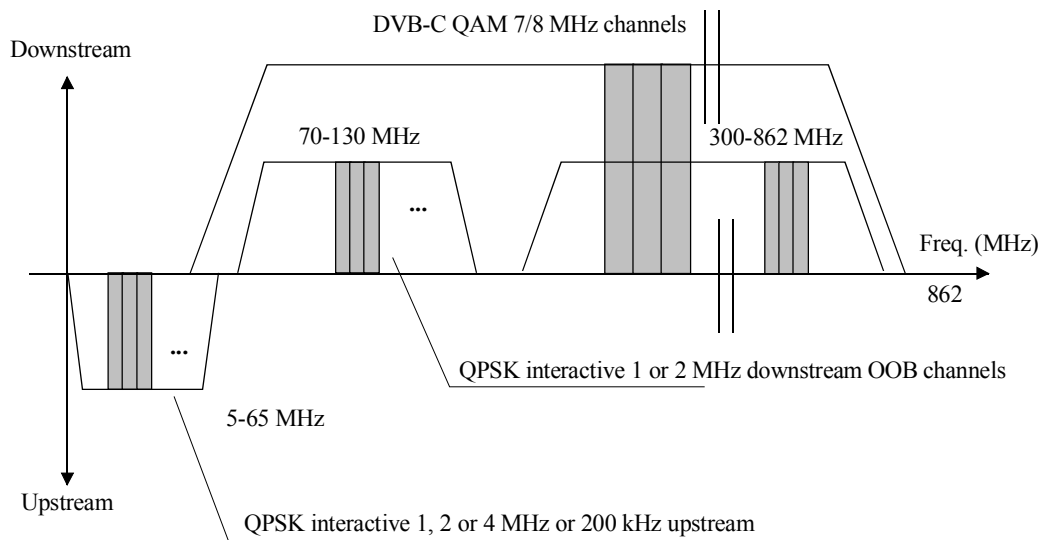 DVB-C QAM 7/8 MHz channels
Downstream
70-130 MHz
300-862 MHz
...
Freq. (MHz)
862
...
QPSK interactive 1 or 2 MHz downstream OOB channels
5-65 MHz
Upstream
QPSK interactive 1, 2 or 4 MHz or 200 kHz upstream